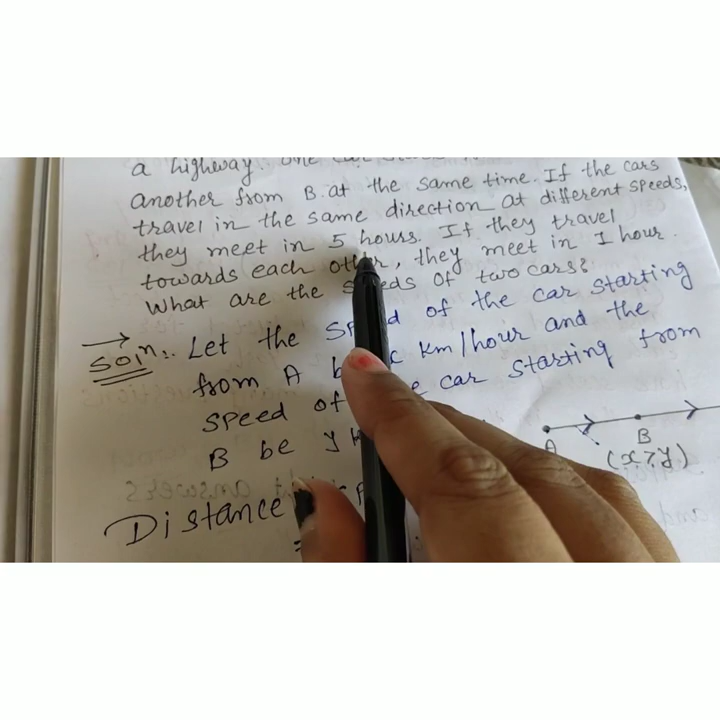 a highway. One car
another from B at the same time. If the cars
travel in the same direction at different speeds,
they meet in 5 hours. If they travel
towards each other, they meet in 1 hour.
What are the speeds of two cars?
Soln:- Let the speed of the car starting
from A be x km/hour and the
speed of car starting from
B be y
A B
(x>y)
Distance